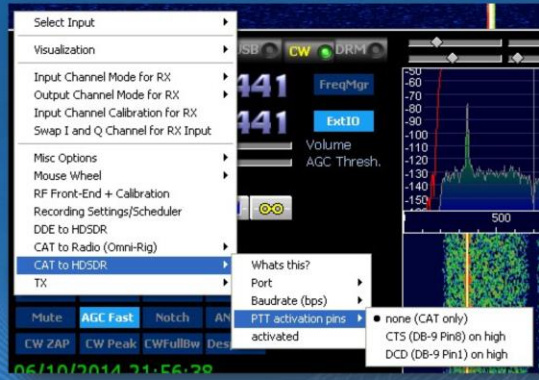 Select Input
Visualization
Input Channel Mode for RX
Output Channel Mode for RX
Input Channel Calibration for RX
Swap I and Q Channel for RX Input
Misc Options
Mouse Wheel
RF Front-End + Calibration
Recording Settings/Scheduler
DDE to HDSDR
CAT to Radio (Omni-Rig)
CAT to HDSDR
TX
Whats this?
Port
Baudrate (bps)
PTT activation pins
activated
none (CAT only)
CTS (DB-9 Pin8) on high
DCD (DB-9 Pin1) on high
SB CW DRM
441 FreqMgr
441 ExtIO
Volume
AGC Thresh.
-50
-60
-70
-80
-90
-100
-110
-120
-130
-140
-150
500
Mute AGC Fast Notch AN
CW ZAP CW Peak CWFullBw Des
06/10/2014 21:56:38